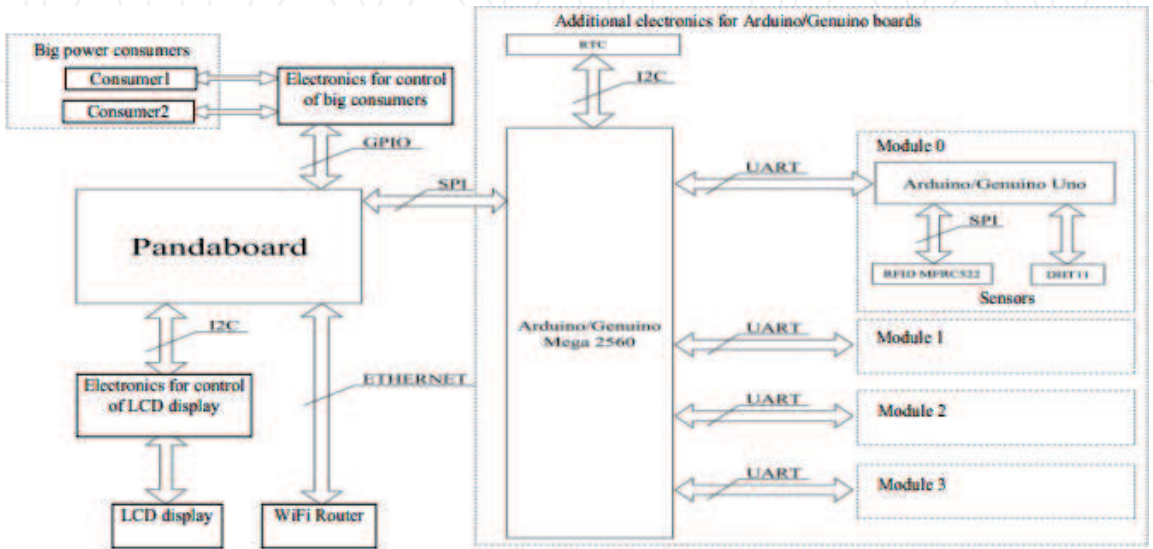 Additional electronics for Arduino/Genuino boards
RTC
I2C
Big power consumers
Consumer1
Consumer2
Electronics for control
of big consumers
GPIO
SPI
Pandaboard
I2C
Electronics for control
of LCD display
ETHERNET
LCD display
WiFi Router
Arduino/Genuino
Mega 2560
UART
Module 0
Arduino/Genuino Uno
SPI
RFID MFRC522
DHT11
Sensors
UART
Module 1
UART
Module 2
UART
Module 3